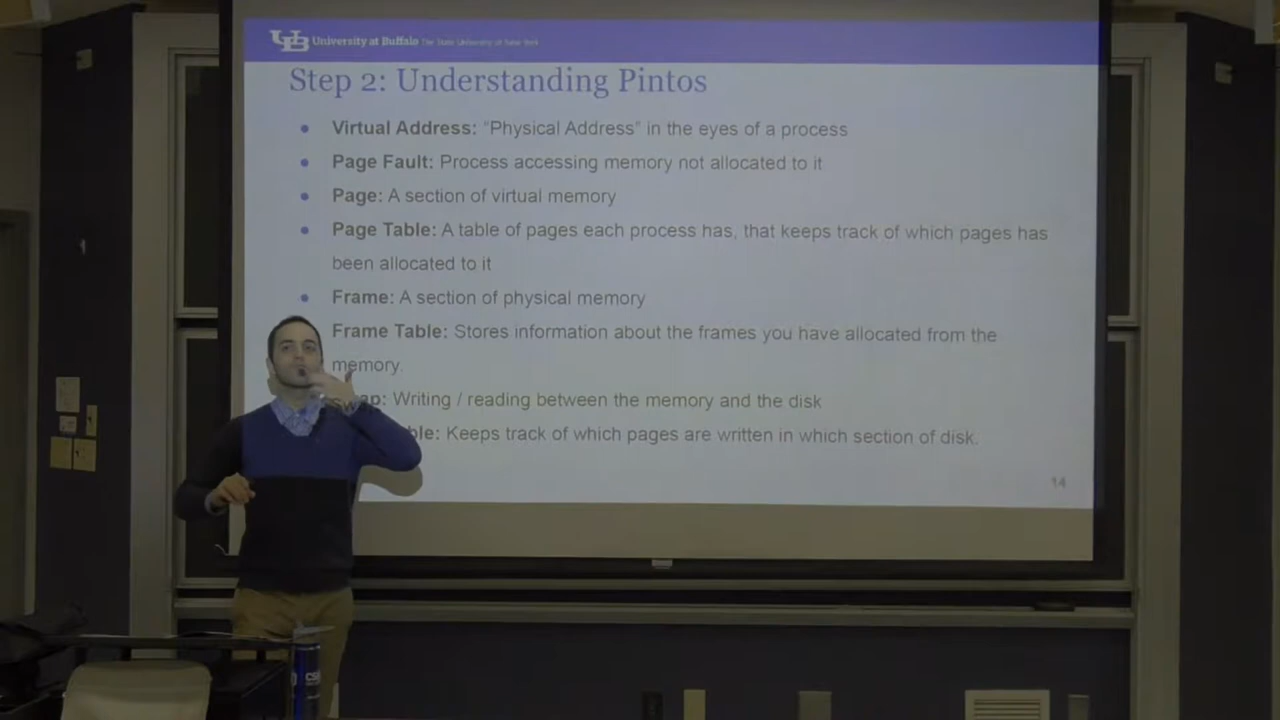 UB University at Buffalo The State University of New York
Step 2: Understanding Pintos
Virtual Address: “Physical Address” in the eyes of a process
Page Fault: Process accessing memory not allocated to it
Page: A section of virtual memory
Page Table: A table of pages each process has, that keeps track of which pages has
been allocated to it
Frame: A section of physical memory
Frame Table: Stores information about the frames you have allocated from the
memory.
Writing / reading between the memory and the disk
Keeps track of which pages are written in which section of disk.
14